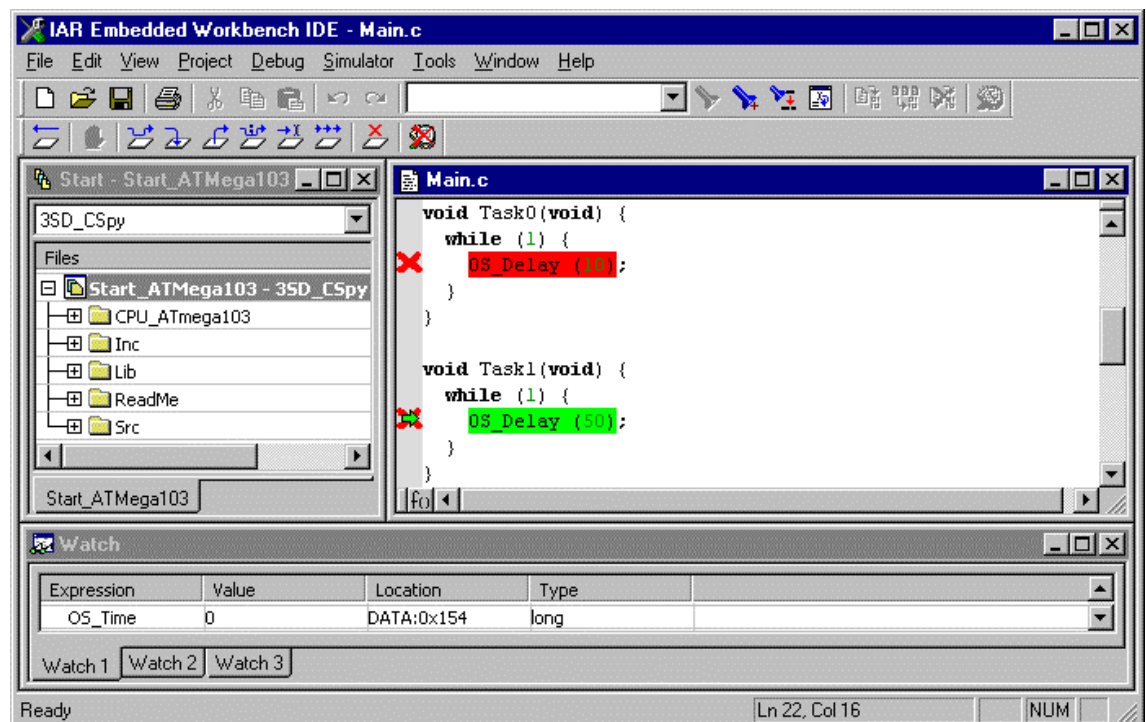 IAR Embedded Workbench IDE - Main.c
File Edit View Project Debug Simulator Tools Window Help
Start - Start_ATMega103
3SD_CSpy
Files
Start_ATMega103 - 3SD_CSpy
CPU_ATmega103
Inc
Lib
ReadMe
Src
Start_ATMega103
Main.c
void Task0(void) {
while (1) {
OS_Delay (10);
}
}
void Task1(void) {
while (1) {
OS_Delay (50);
}
}
f()
Watch
Expression Value Location Type
OS_Time 0 DATA:0x154 long
Watch 1 Watch 2 Watch 3
Ready Ln 22, Col 16 NUM